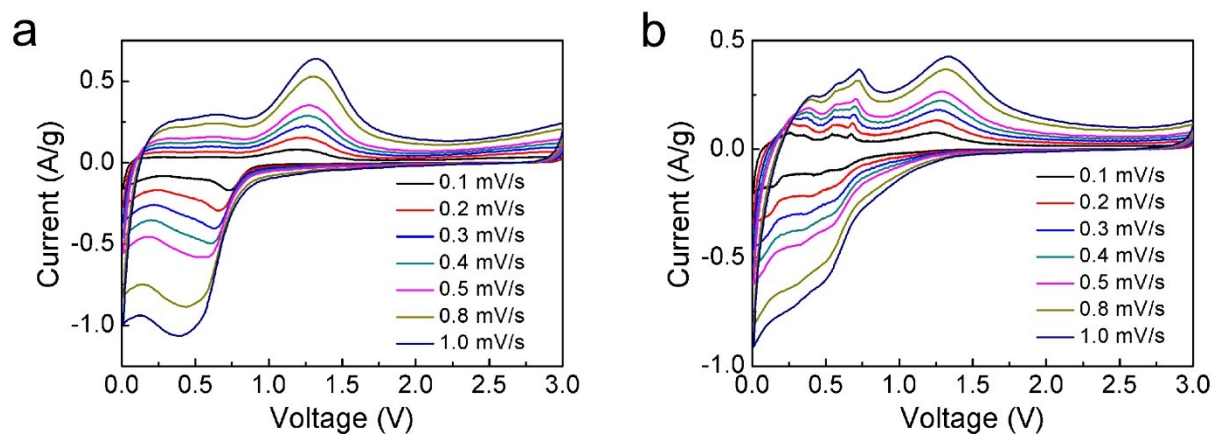 a
Current (A/g)
0.5
0.0
-0.5
-1.0
0.1 mV/s
0.2 mV/s
0.3 mV/s
0.4 mV/s
0.5 mV/s
0.8 mV/s
1.0 mV/s
0.0 0.5 1.0 1.5 2.0 2.5 3.0
Voltage (V)
b
Current (A/g)
0.5
0.0
-0.5
-1.0
0.1 mV/s
0.2 mV/s
0.3 mV/s
0.4 mV/s
0.5 mV/s
0.8 mV/s
1.0 mV/s
0.0 0.5 1.0 1.5 2.0 2.5 3.0
Voltage (V)